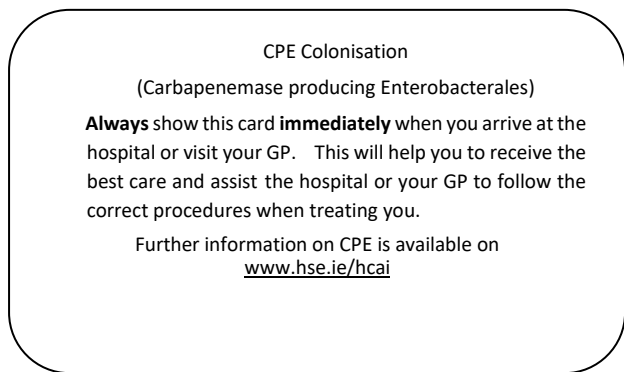 CPE Colonisation
(Carbapenemase producing Enterobacterales)
Always show this card immediately when you arrive at the
hospital or visit your GP. This will help you to receive the
best care and assist the hospital or your GP to follow the
correct procedures when treating you.
Further information on CPE is available on
www.hse.ie/hcai